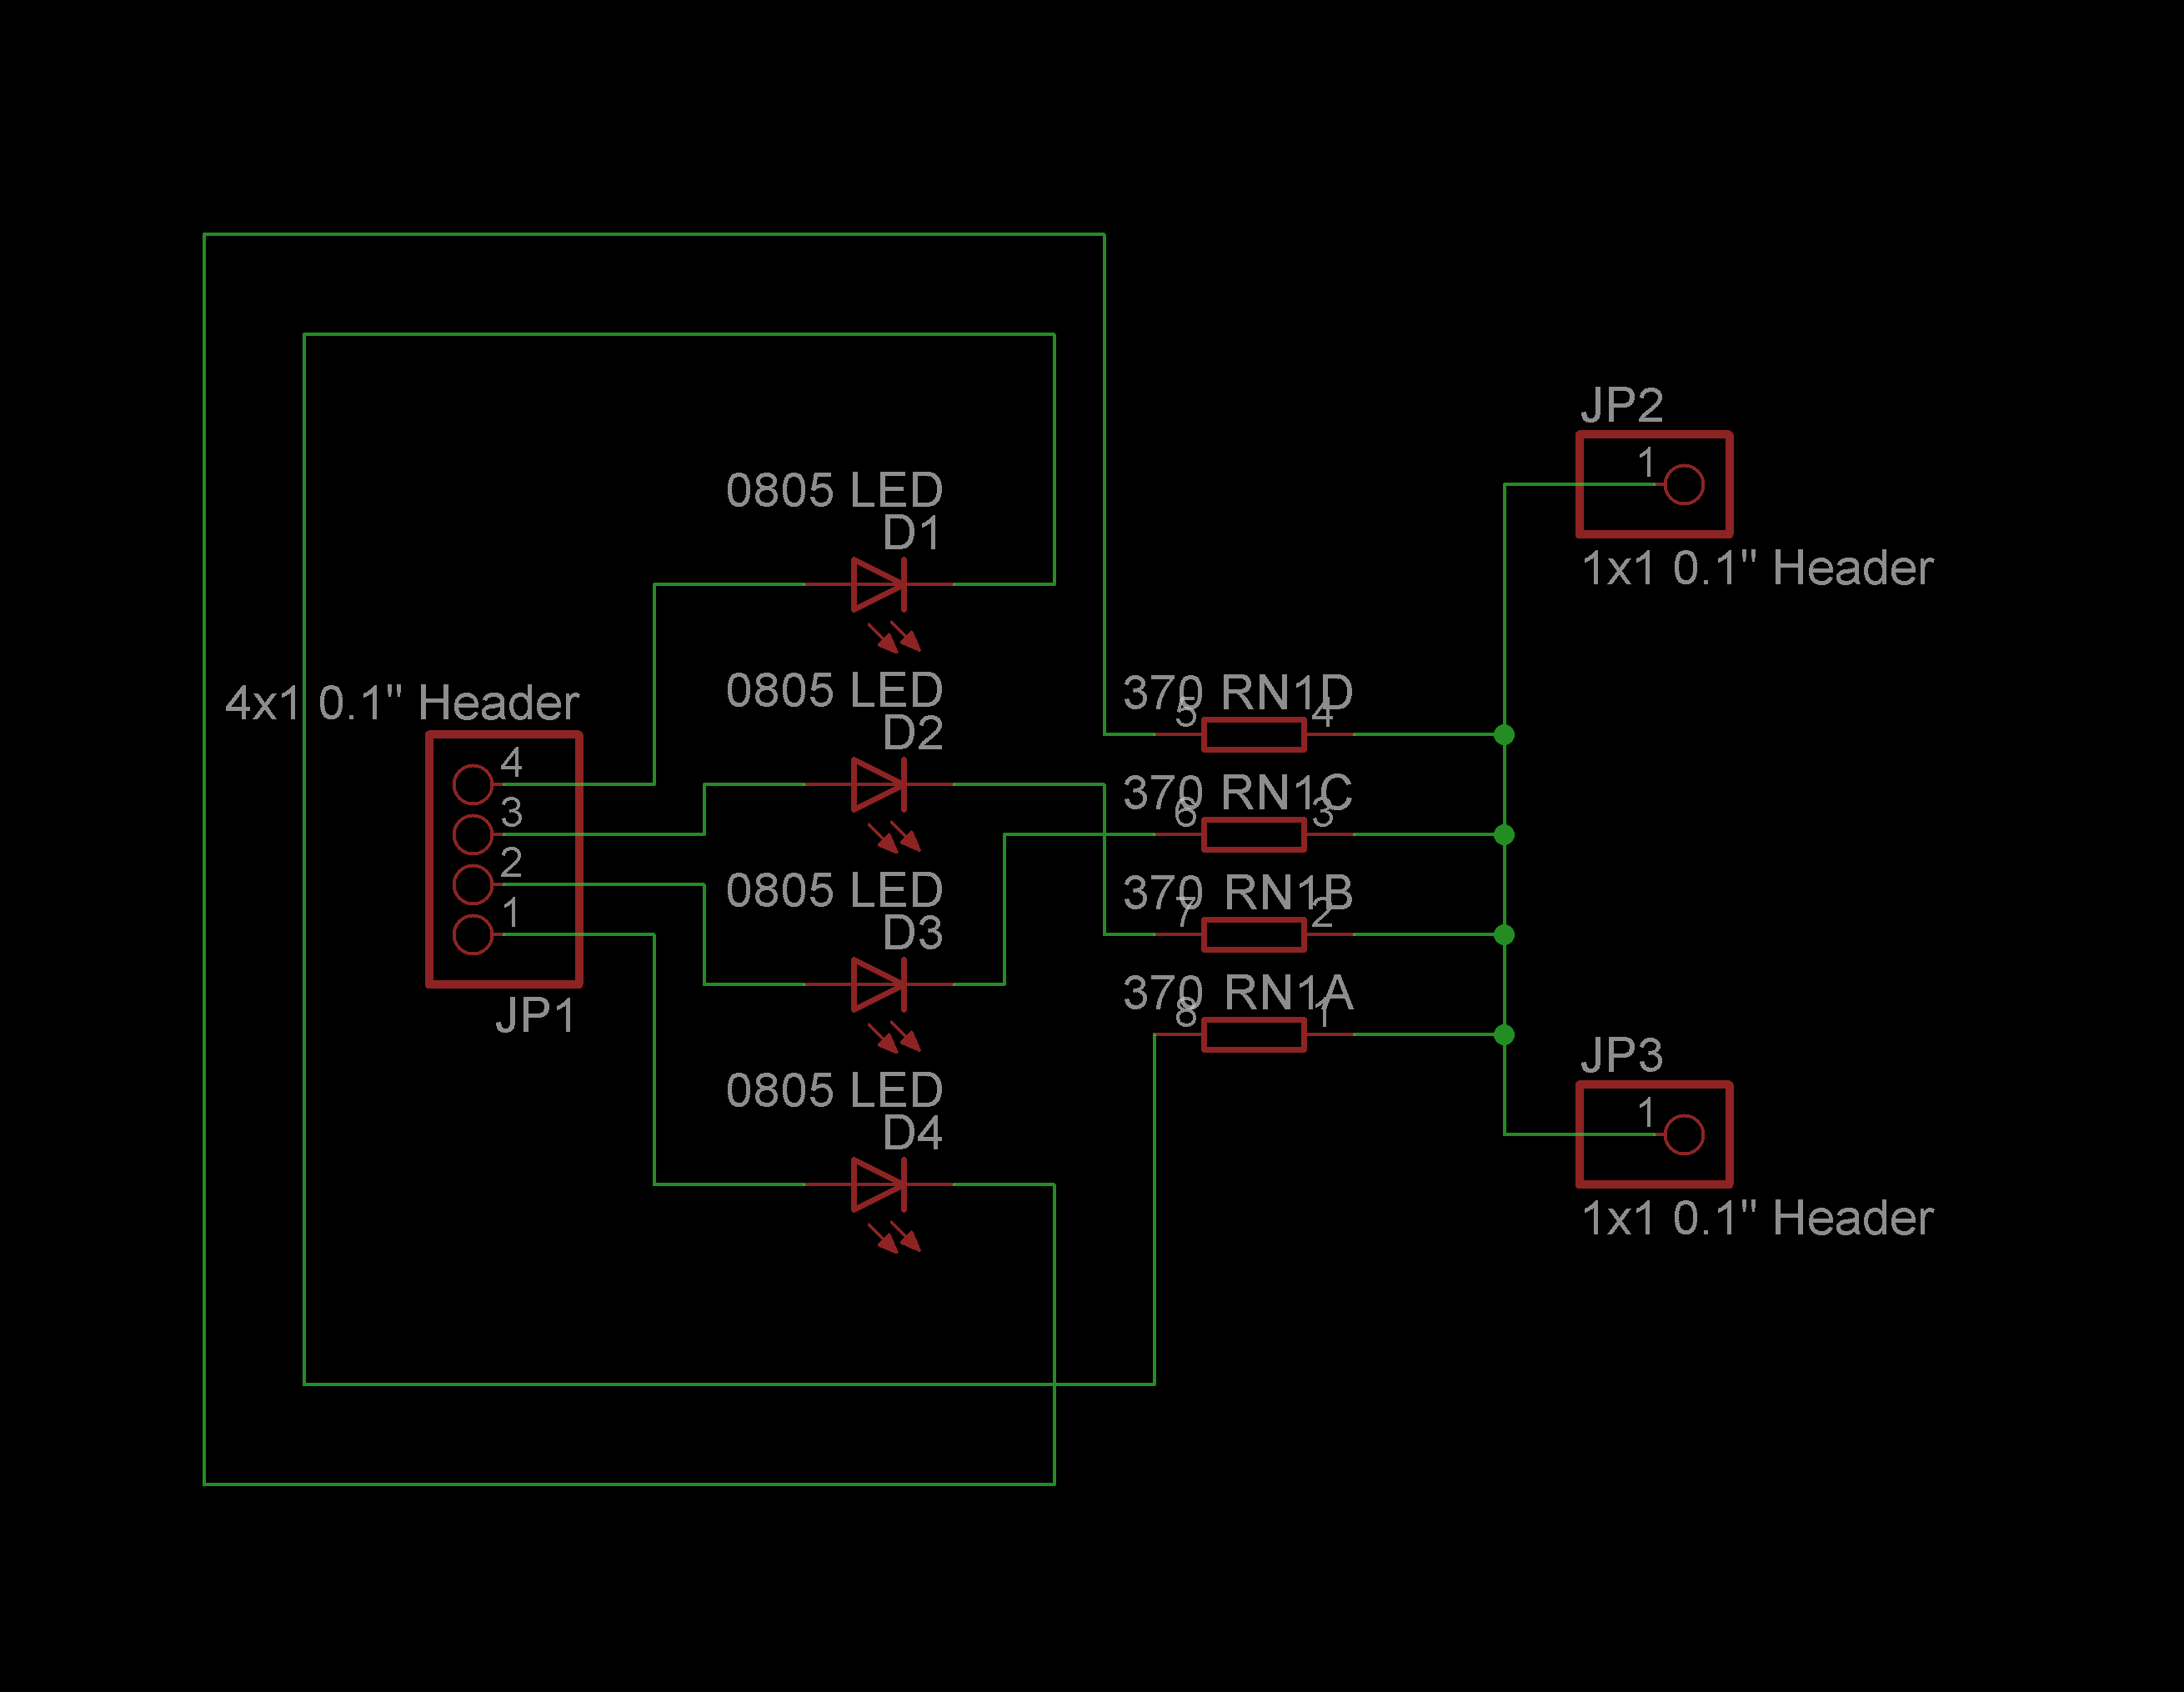 JP2
1
1x1 0.1" Header
0805 LED
D1
0805 LED
D2
4x1 0.1" Header
4
3
2
1
JP1
0805 LED
D3
0805 LED
D4
370 RN1D
5 4
370 RN1C
6 3
370 RN1B
7 2
370 RN1A
8 1
JP3
1
1x1 0.1" Header